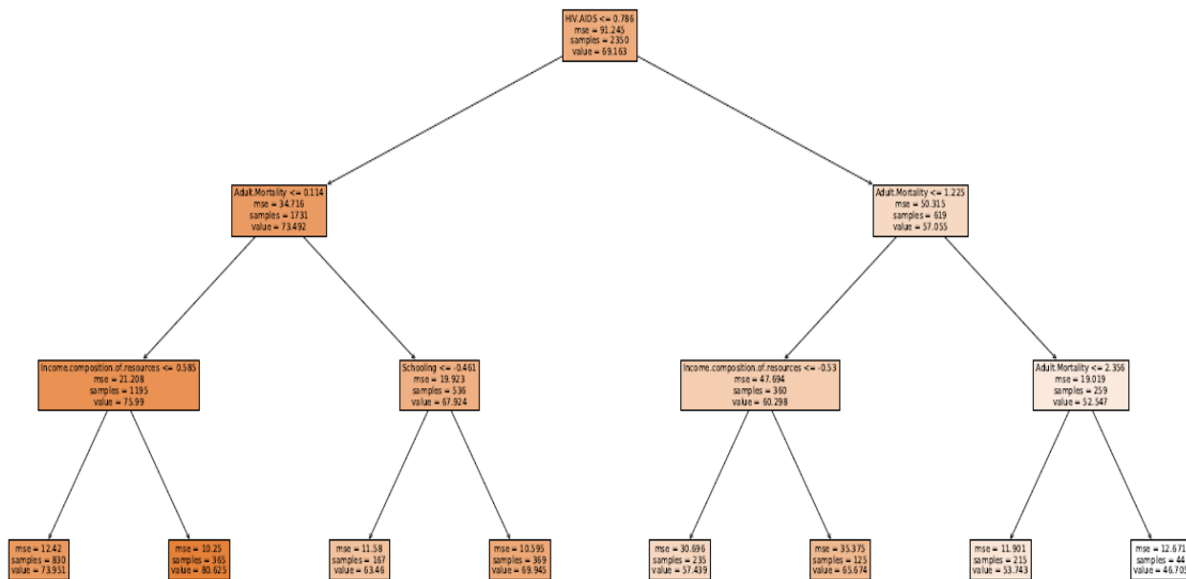 HIV.AIDS <= 0.786
mse = 91.245
samples = 2350
value = 69.163
Adult.Mortality <= 0.114
mse = 34.716
samples = 1731
value = 73.492
Adult.Mortality <= 1.225
mse = 50.315
samples = 619
value = 57.055
Income.composition.of.resources <= 0.585
mse = 21.208
samples = 1195
value = 75.99
Schooling <= -0.461
mse = 19.923
samples = 536
value = 67.924
Income.composition.of.resources <= -0.53
mse = 47.694
samples = 360
value = 60.298
Adult.Mortality <= 2.356
mse = 19.019
samples = 259
value = 52.547
mse = 12.42
samples = 830
value = 73.951
mse = 10.25
samples = 365
value = 80.625
mse = 11.58
samples = 167
value = 63.46
mse = 10.595
samples = 369
value = 69.945
mse = 30.696
samples = 235
value = 57.439
mse = 35.375
samples = 125
value = 65.674
mse = 11.901
samples = 215
value = 53.743
mse = 12.671
samples = 44
value = 46.705